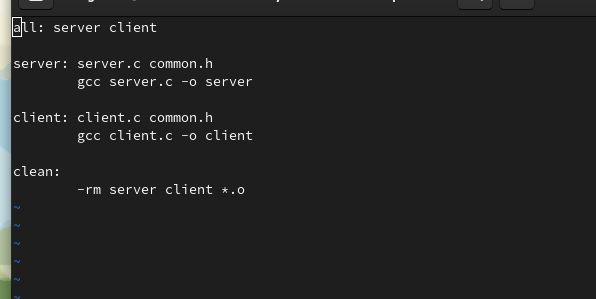 all: server client
server: server.c common.h
gcc server.c -o server
client: client.c common.h
gcc client.c -o client
clean:
-rm server client *.o
~
~
~
~
~
~